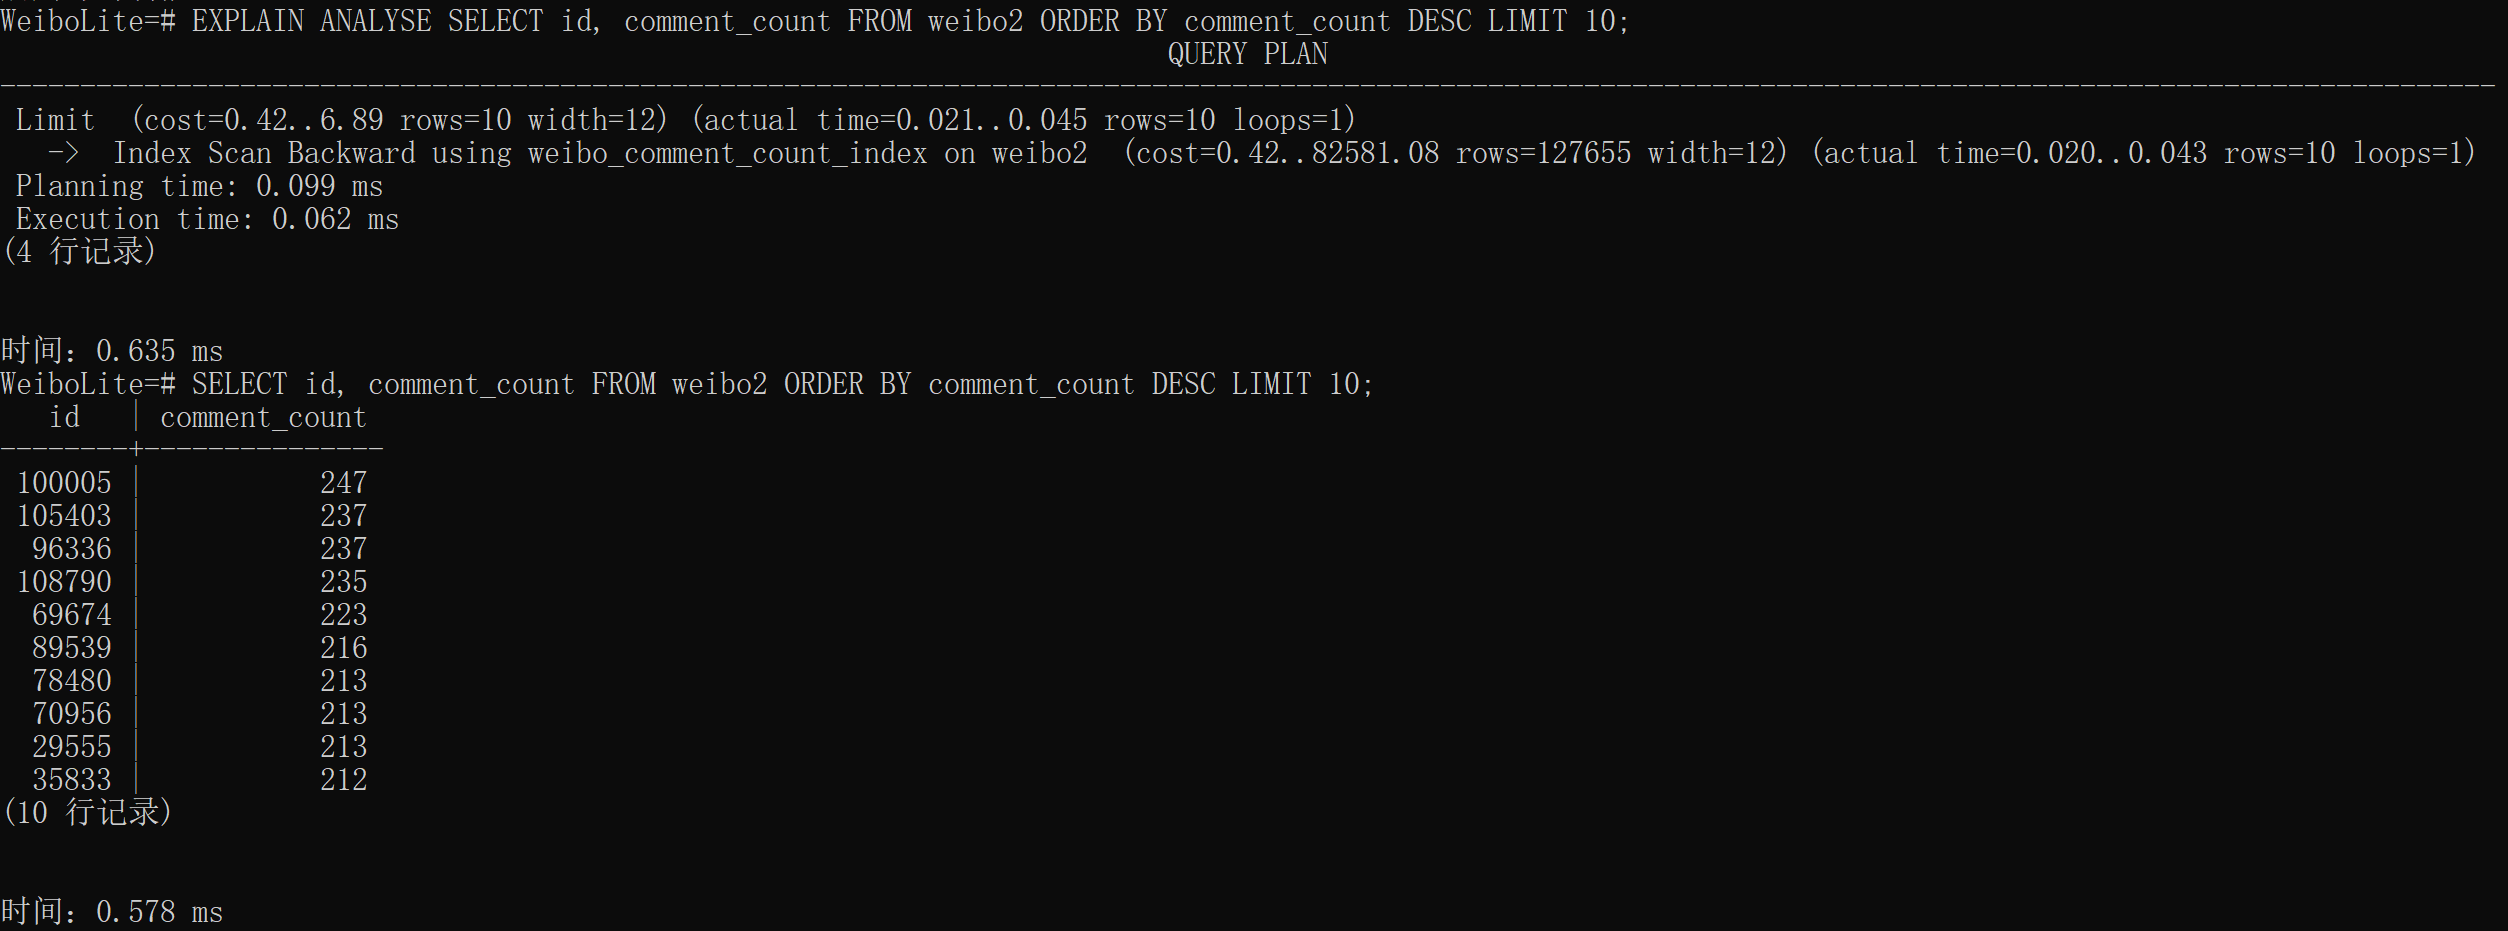 WeiboLite=# EXPLAIN ANALYSE SELECT id, comment_count FROM weibo2 ORDER BY comment_count DESC LIMIT 10;
QUERY PLAN
------------------------------------------------------------------------------------------------------------------------------------------------------------
Limit  (cost=0.42..6.89 rows=10 width=12) (actual time=0.021..0.045 rows=10 loops=1)
  ->  Index Scan Backward using weibo_comment_count_index on weibo2  (cost=0.42..82581.08 rows=127655 width=12) (actual time=0.020..0.043 rows=10 loops=1)
Planning time: 0.099 ms
Execution time: 0.062 ms
(4 行记录)
时间：0.635 ms
WeiboLite=# SELECT id, comment_count FROM weibo2 ORDER BY comment_count DESC LIMIT 10;
id | comment_count
--------+---------------
100005 | 247
105403 | 237
96336 | 237
108790 | 235
69674 | 223
89539 | 216
78480 | 213
70956 | 213
29555 | 213
35833 | 212
(10 行记录)
时间：0.578 ms